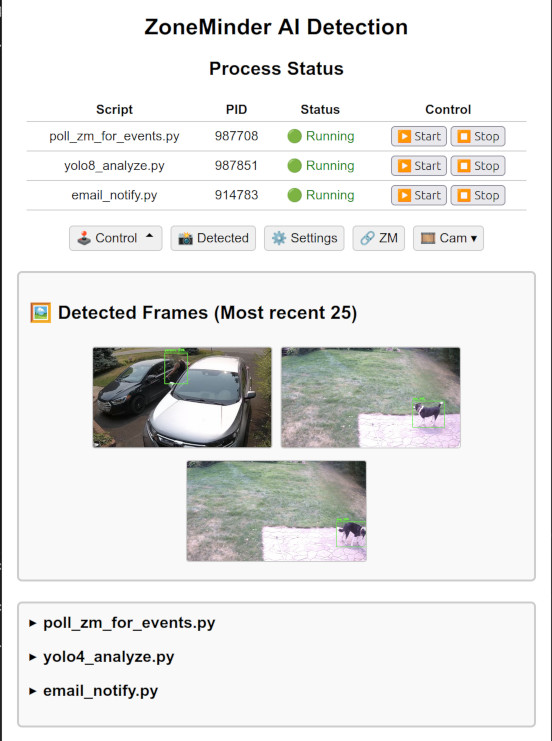 ZoneMinder AI Detection
Process Status
Script PID Status Control
poll_zm_for_events.py 987708 Running Start Stop
yolo8_analyze.py 987851 Running Start Stop
email_notify.py 914783 Running Start Stop
Control Detected Settings ZM Cam ▾
Detected Frames (Most recent 25)
▸ poll_zm_for_events.py
▸ yolo4_analyze.py
▸ email_notify.py